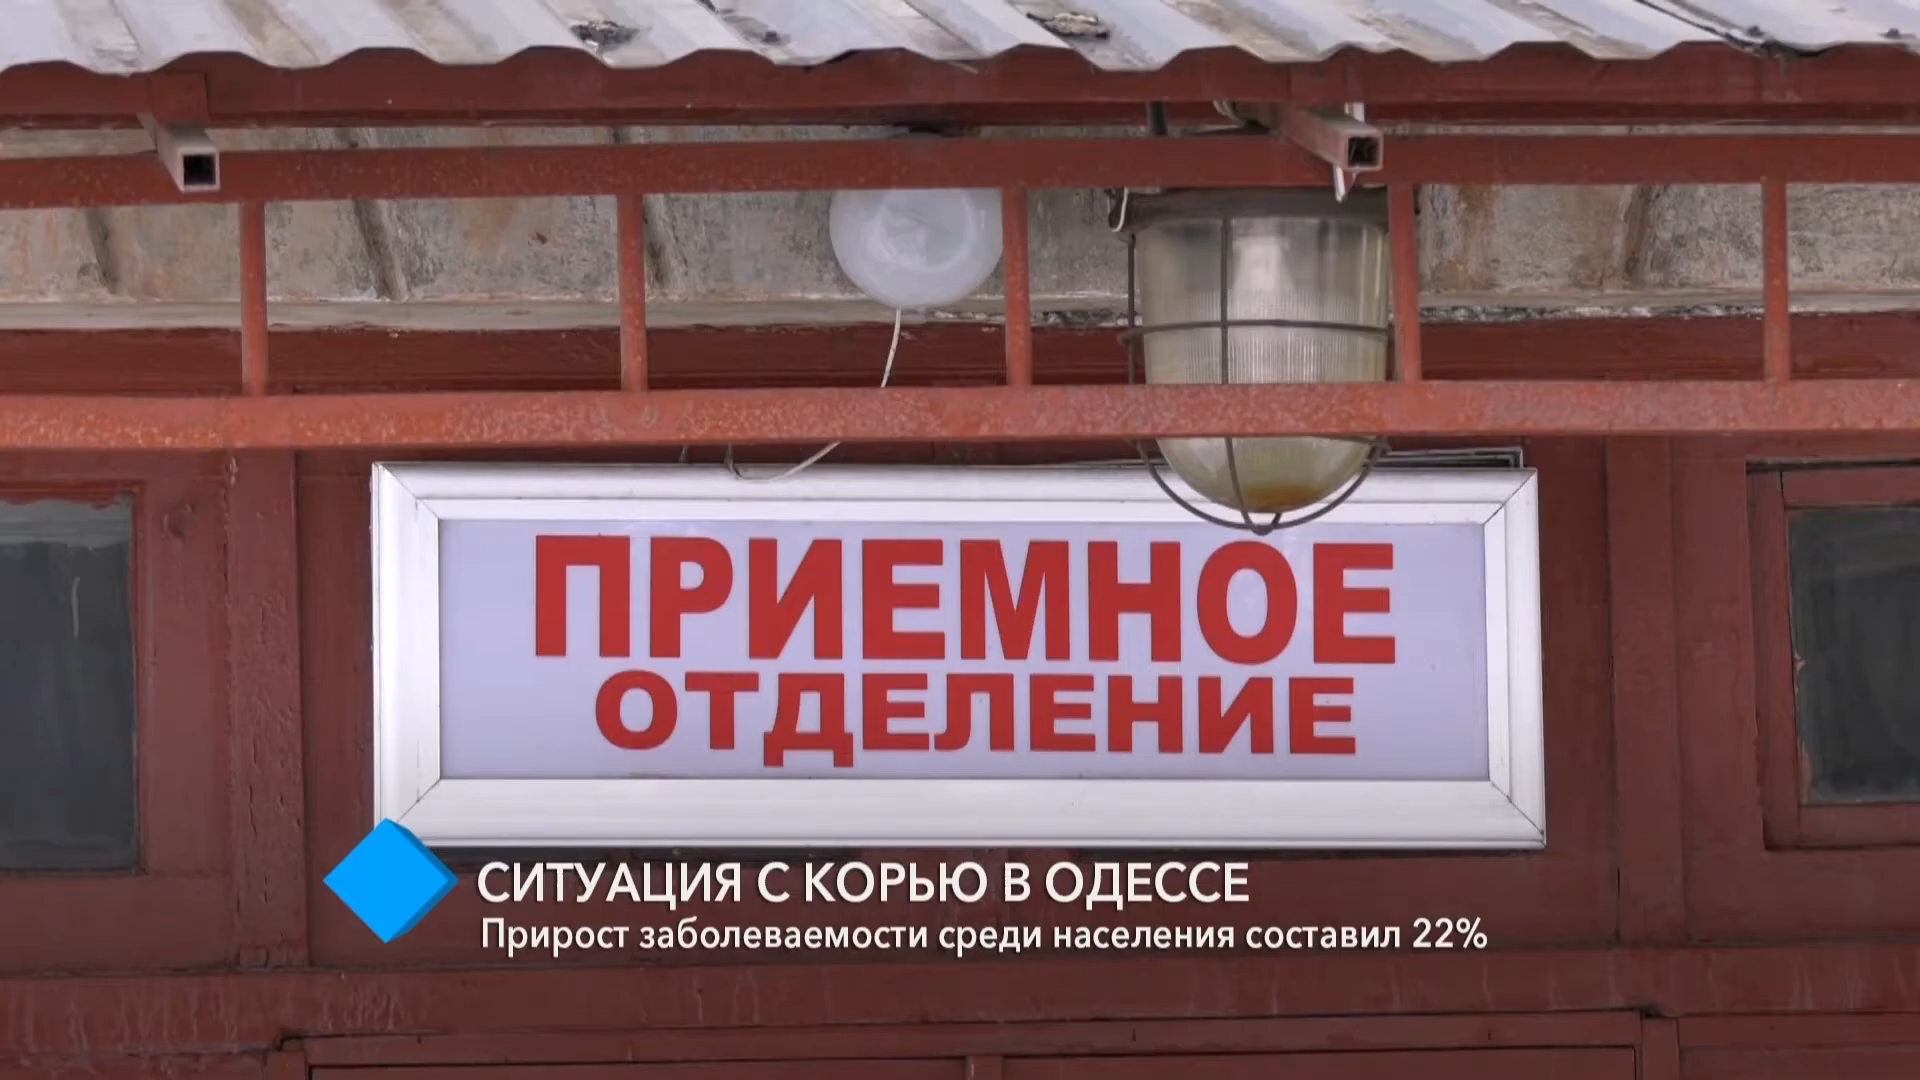 ПРИЕМНОЕ
ОТДЕЛЕНИЕ
СИТУАЦИЯ С КОРЬЮ В ОДЕССЕ
Прирост заболеваемости среди населения составил 22%